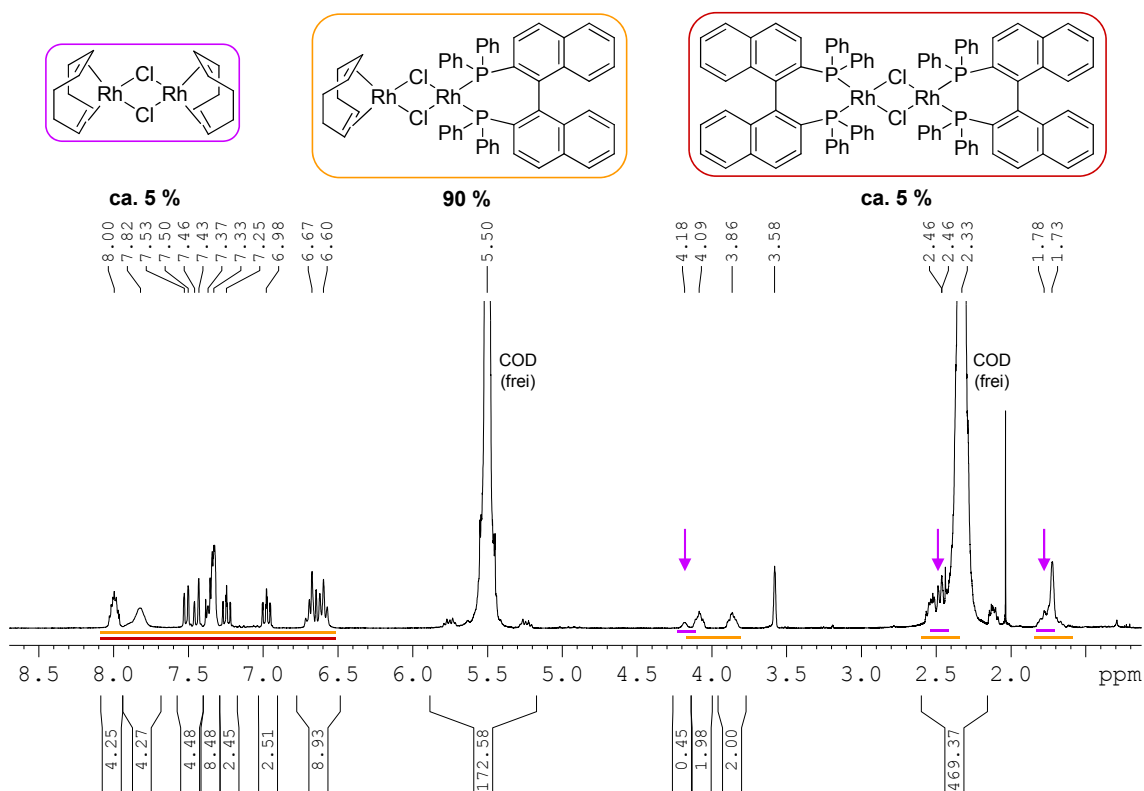 Cl
Rh Rh
Cl
Ph Ph
Cl P
Rh Rh
Cl P
Ph Ph
Ph Ph Ph Ph
P Cl P
Rh Rh
P Cl P
Ph Ph Ph Ph
ca. 5 % 90 % ca. 5 %
8.00 7.82 7.53 7.50 7.46 7.43 7.37 7.33 7.25 6.98 6.67 6.60 5.50 4.18 4.09 3.86 3.58 2.46 2.46 2.33 1.78 1.73
COD
(frei)
COD
(frei)
8.5 8.0 7.5 7.0 6.5 6.0 5.5 5.0 4.5 4.0 3.5 3.0 2.5 2.0 ppm
4.25 4.27 4.48 8.48 2.45 2.51 8.93 172.58 0.45 1.98 2.00 469.37